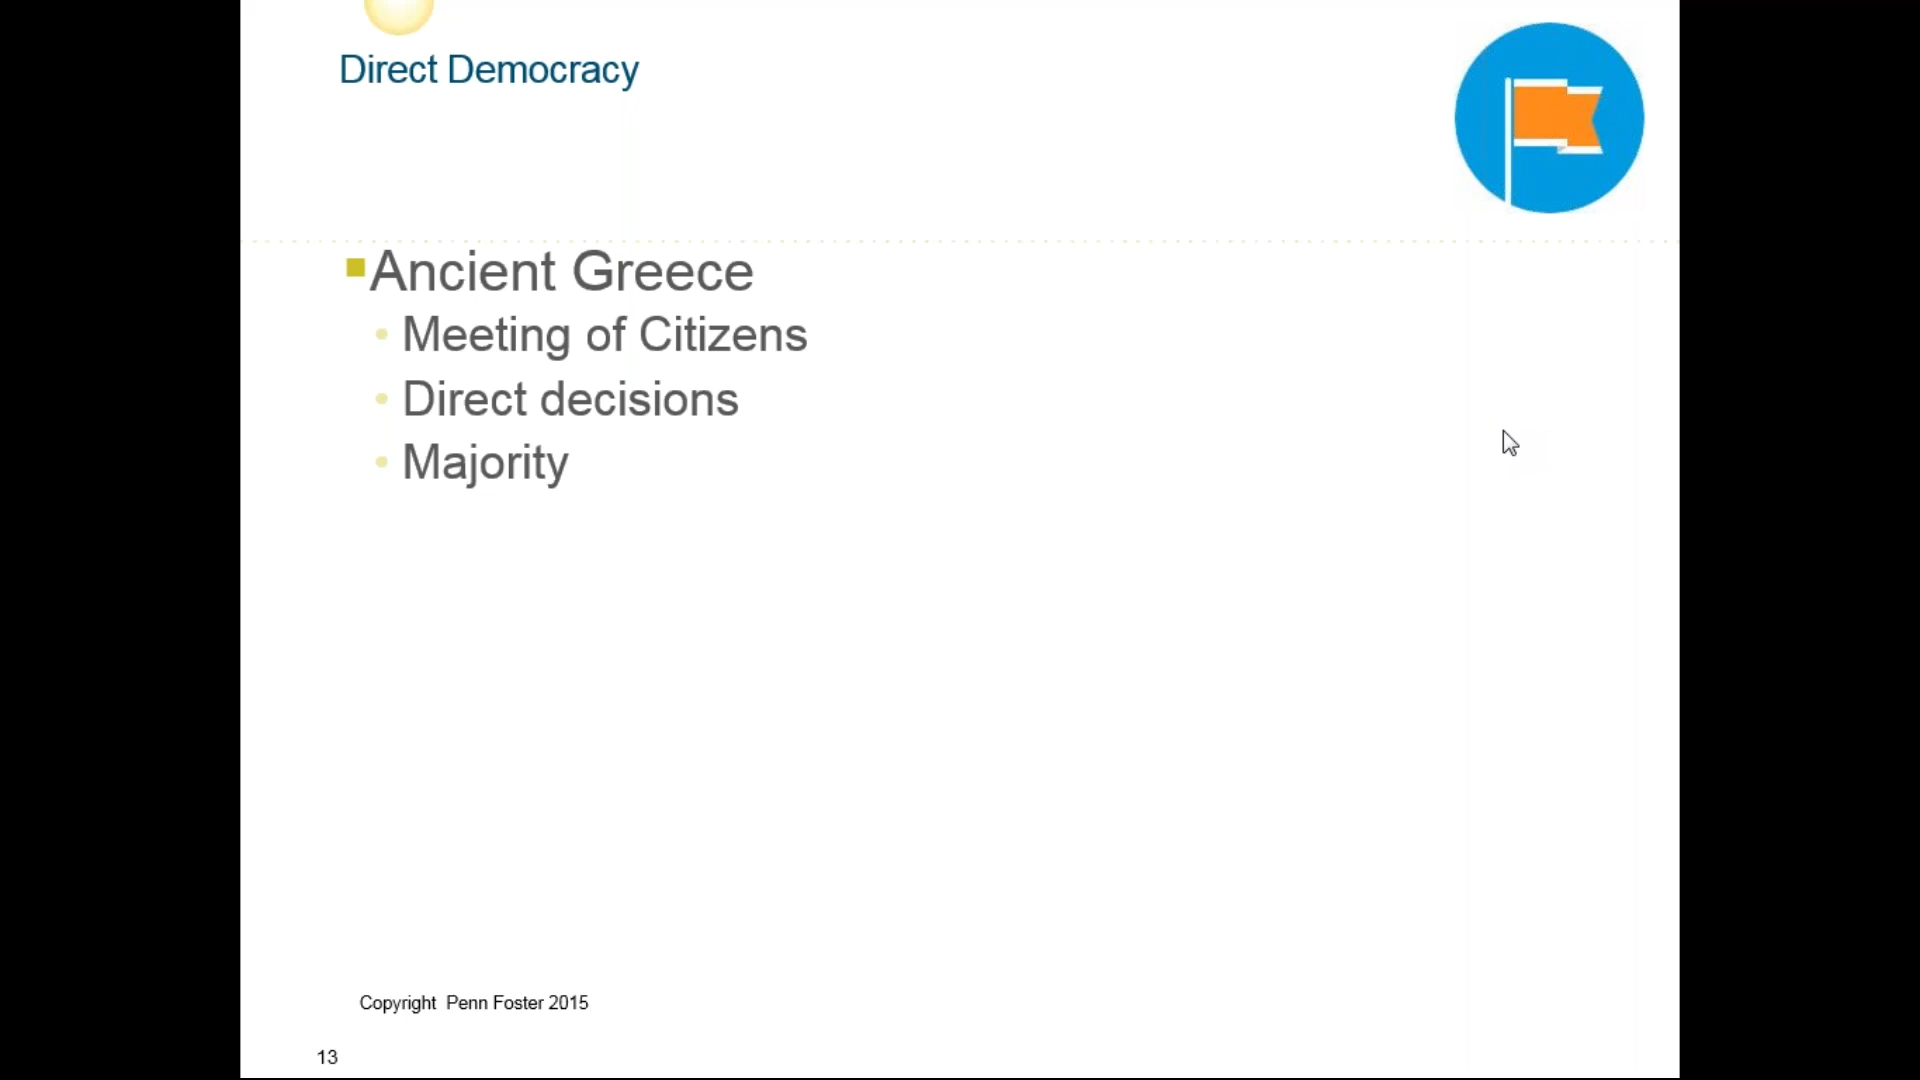 Direct Democracy
Ancient Greece
Meeting of Citizens
Direct decisions
Majority
Copyright Penn Foster 2015
13